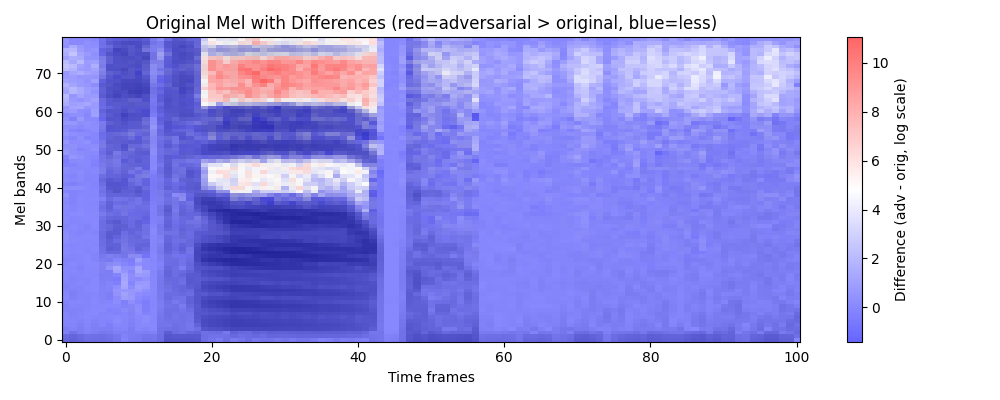 Original Mel with Differences (red=adversarial > original, blue=less)
Mel bands
70
60
50
40
30
20
10
0
0 20 40 60 80 100
Time frames
10
8
6
4
2
0
Difference (adv - orig, log scale)